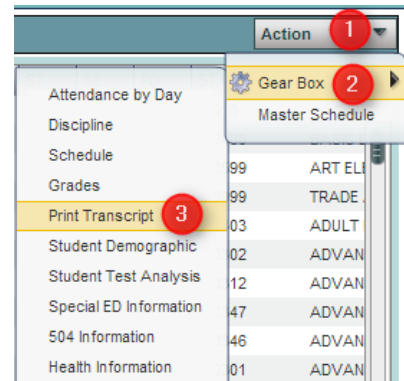 Action 1
Gear Box 2
Master Schedule
Attendance by Day
Discipline
Schedule
Grades
Print Transcript 3
Student Demographic
Student Test Analysis
Special ED Information
504 Information
Health Information
99 ART ELE
99 TRADE
03 ADULT
02 ADVAN
12 ADVAN
47 ADVAN
46 ADVAN
01 ADVAN